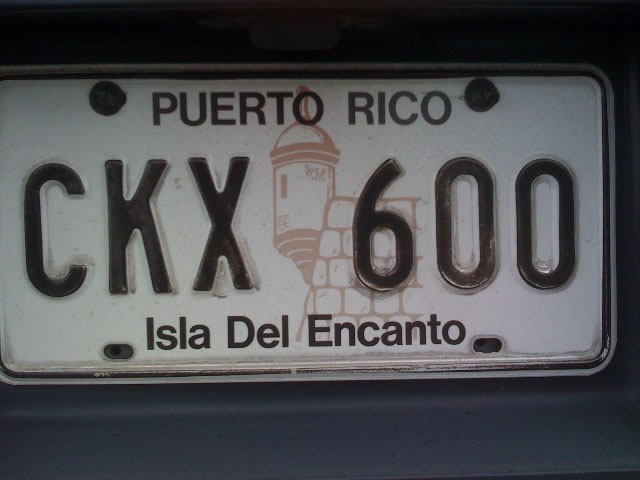 PUERTO RICO
CKX 600
Isla Del Encanto